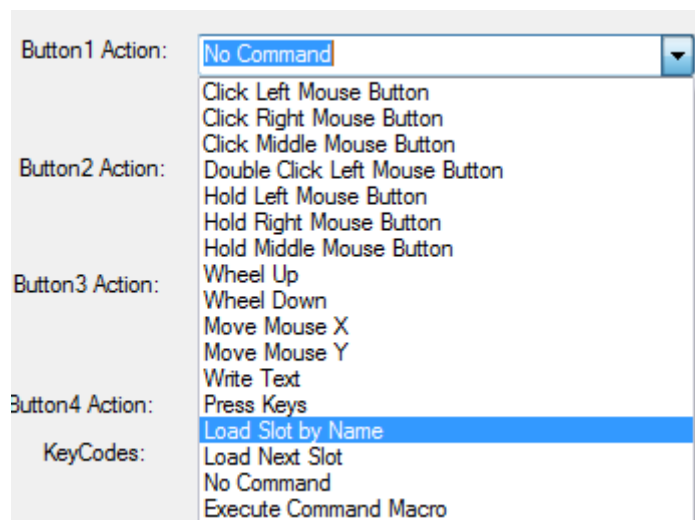 Button1 Action: No Command
Click Left Mouse Button
Click Right Mouse Button
Click Middle Mouse Button
Button2 Action: Double Click Left Mouse Button
Hold Left Mouse Button
Hold Right Mouse Button
Hold Middle Mouse Button
Button3 Action: Wheel Up
Wheel Down
Move Mouse X
Move Mouse Y
Write Text
Button4 Action: Press Keys
Load Slot by Name
KeyCodes: Load Next Slot
No Command
Execute Command Macro